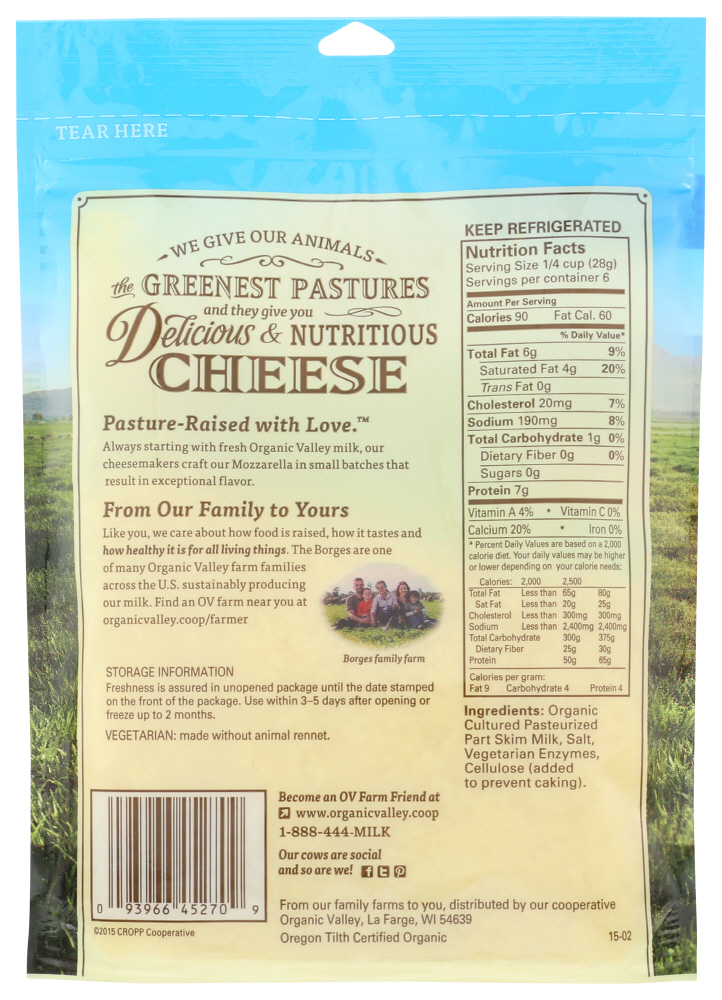 TEAR HERE
WE GIVE OUR ANIMALS
the GREENEST PASTURES
and they give you
Delicious & NUTRITIOUS
CHEESE
Pasture-Raised with Love.™
Always starting with fresh Organic Valley milk, our
cheesemakers craft our Mozzarella in small batches that
result in exceptional flavor.
From Our Family to Yours
Like you, we care about how food is raised, how it tastes and
how healthy it is for all living things. The Borges are one
of many Organic Valley farm families
across the U.S. sustainably producing
our milk. Find an OV farm near you at
organicvalley.coop/farmer
Borges family farm
STORAGE INFORMATION
Freshness is assured in unopened package until the date stamped
on the front of the package. Use within 3–5 days after opening or
freeze up to 2 months.
VEGETARIAN: made without animal rennet.
KEEP REFRIGERATED
Nutrition Facts
Serving Size 1/4 cup (28g)
Servings per container 6
Amount Per Serving
Calories 90 Fat Cal. 60
% Daily Value*
Total Fat 6g 9%
Saturated Fat 4g 20%
Trans Fat 0g
Cholesterol 20mg 7%
Sodium 190mg 8%
Total Carbohydrate 1g 0%
Dietary Fiber 0g 0%
Sugars 0g
Protein 7g
Vitamin A 4% • Vitamin C 0%
Calcium 20% • Iron 0%
* Percent Daily Values are based on a 2,000
calorie diet. Your daily values may be higher
or lower depending on your calorie needs:
Calories: 2,000 2,500
Total Fat Less than 65g 80g
Sat Fat Less than 20g 25g
Cholesterol Less than 300mg 300mg
Sodium Less than 2,400mg 2,400mg
Total Carbohydrate 300g 375g
Dietary Fiber 25g 30g
Protein 50g 65g
Calories per gram:
Fat 9 Carbohydrate 4 Protein 4
Ingredients: Organic
Cultured Pasteurized
Part Skim Milk, Salt,
Vegetarian Enzymes,
Cellulose (added
to prevent caking).
0 93966 45270 9
©2015 CROPP Cooperative
Become an OV Farm Friend at
www.organicvalley.coop
1-888-444-MILK
Our cows are social
and so are we!
From our family farms to you, distributed by our cooperative
Organic Valley, La Farge, WI 54639
Oregon Tilth Certified Organic 15-02